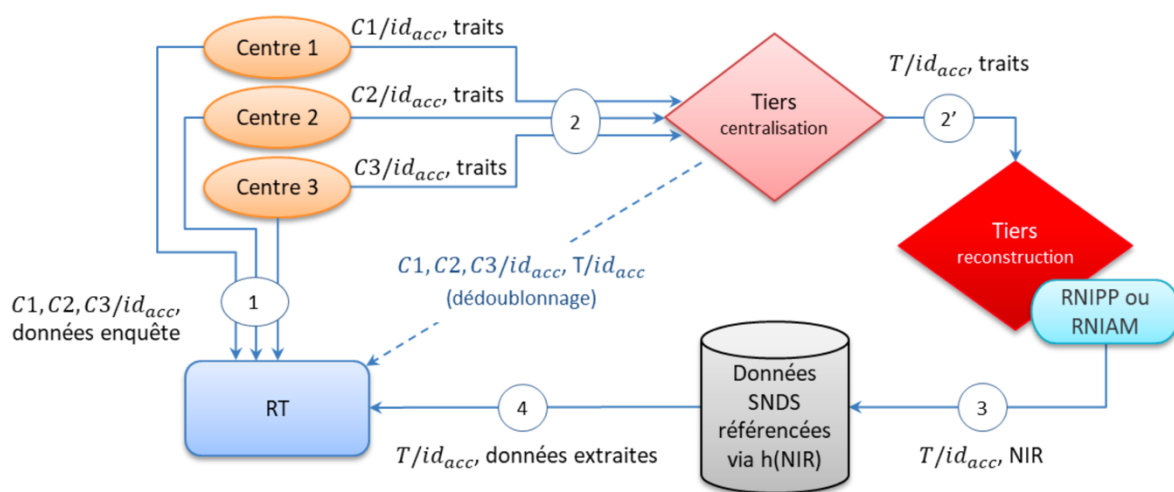 Centre 1
C1/id_acc, traits
Centre 2
C2/id_acc, traits
Centre 3
C3/id_acc, traits
2
Tiers
centralisation
T/id_acc, traits
2’
Tiers
reconstruction
RNIPP ou
RNIAM
C1, C2, C3/id_acc, T/id_acc
(dédoublonnage)
C1, C2, C3/id_acc,
données enquête
1
RT
4
T/id_acc, données extraites
Données
SNDS
référencées
via h(NIR)
3
T/id_acc, NIR